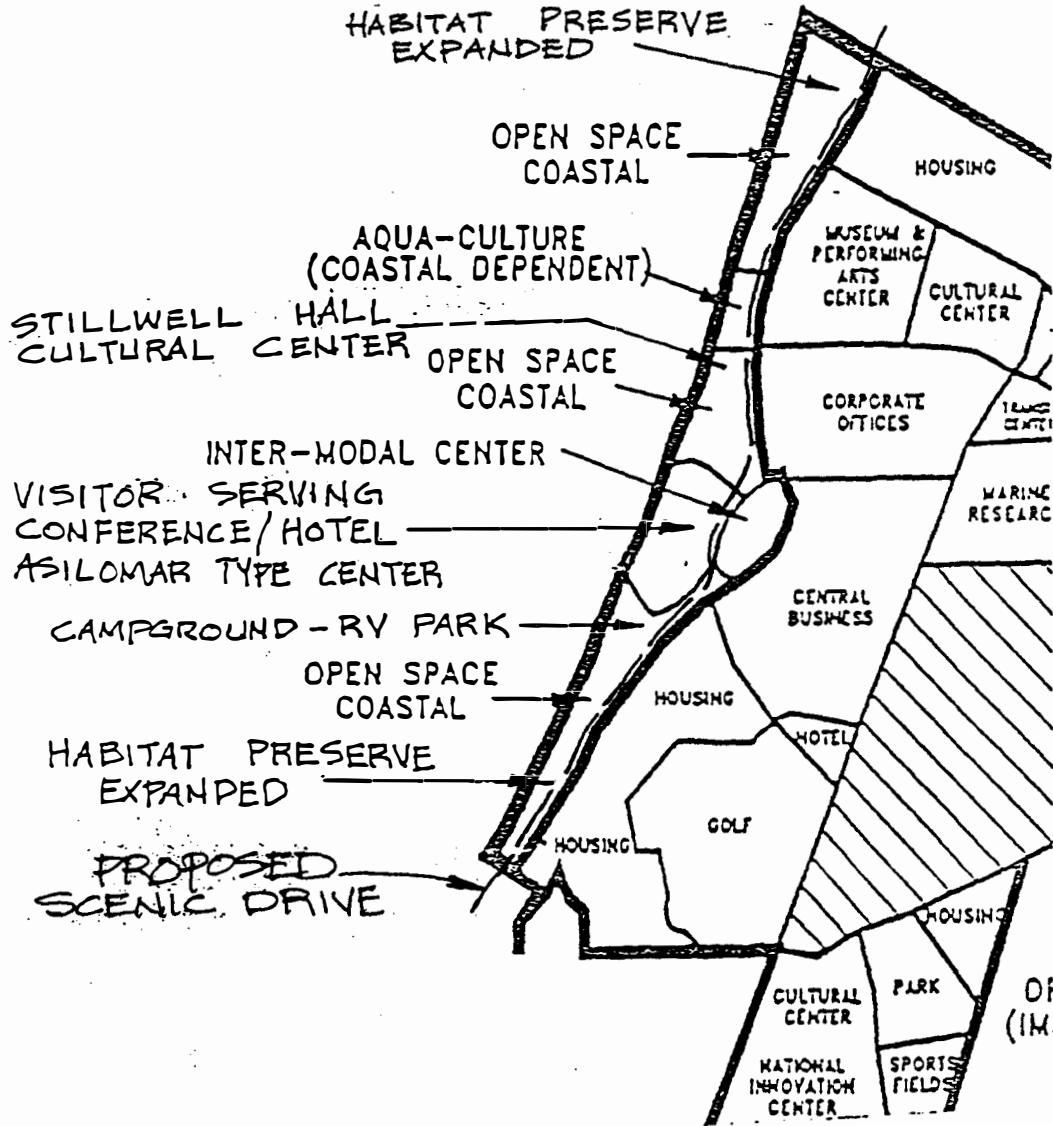 HABITAT PRESERVE
EXPANDED
OPEN SPACE
COASTAL
HOUSING
AQUA-CULTURE
(COASTAL DEPENDENT)
MUSEUM &
PERFORMING
ARTS
CENTER
CULTURAL
CENTER
STILLWELL HALL
CULTURAL CENTER
OPEN SPACE
COASTAL
CORPORATE
OFFICES
INTER-MODAL CENTER
VISITOR SERVING
CONFERENCE/HOTEL
ASILOMAR TYPE CENTER
MARINE
RESEARC
CENTRAL
BUSINESS
CAMPGROUND - RV PARK
OPEN SPACE
COASTAL
HOUSING
HOTEL
HABITAT PRESERVE
EXPANDED
GOLF
HOUSING
PROPOSED
SCENIC DRIVE
HOUSING
CULTURAL
CENTER
PARK
(IM
NATIONAL
INNOVATION
CENTER
SPORTS
FIELDS